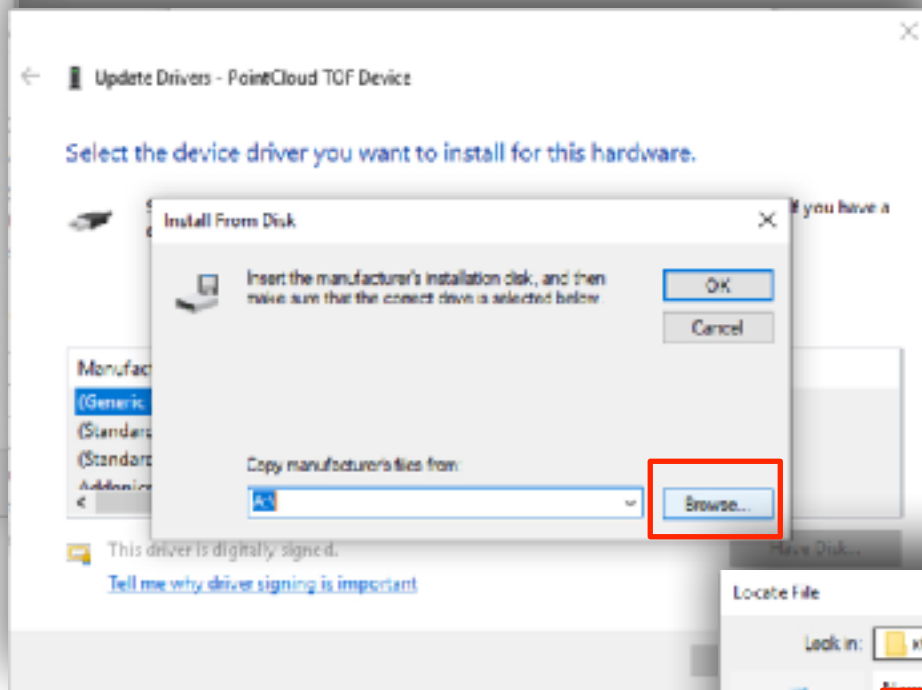 Update Drivers - PointCloud TOF Device
Select the device driver you want to install for this hardware.
if you have a
Install From Disk
Insert the manufacturer's installation disk, and then
make sure that the correct drive is selected below.
OK
Cancel
Manufac
(Generic
(Standard
(Standard
Addonics
Copy manufacturer's files from:
A:\
Browse...
This driver is digitally signed.
Have Disk...
Tell me why driver signing is important
Locate File
Look in: